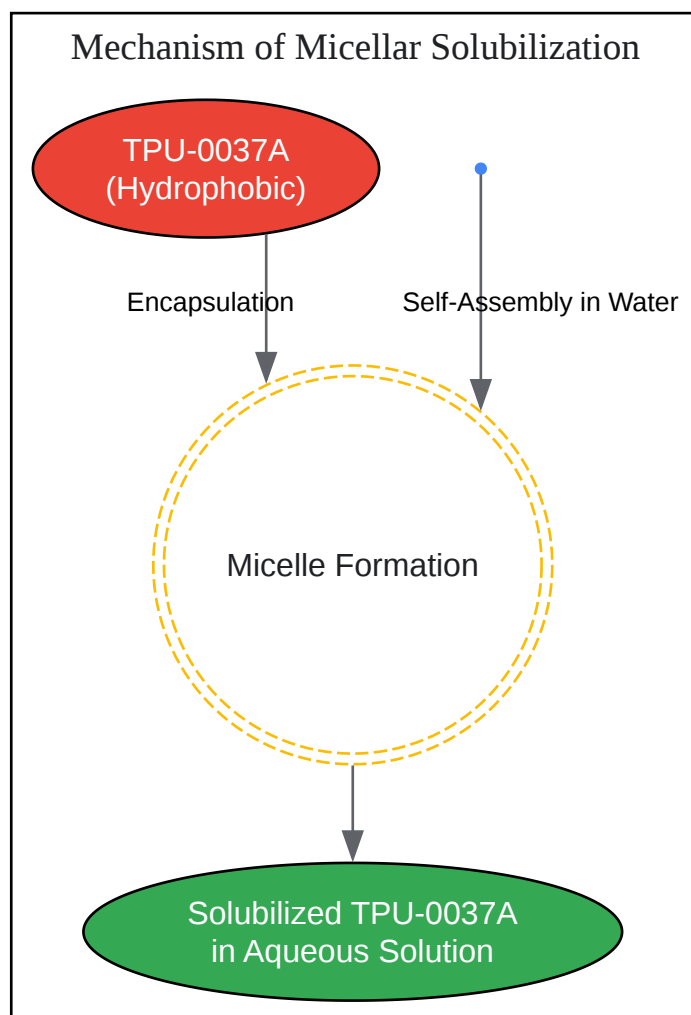 Mechanism of Micellar Solubilization
TPU-0037A
(Hydrophobic)
Encapsulation
Self-Assembly in Water
Micelle Formation
Solubilized TPU-0037A
in Aqueous Solution